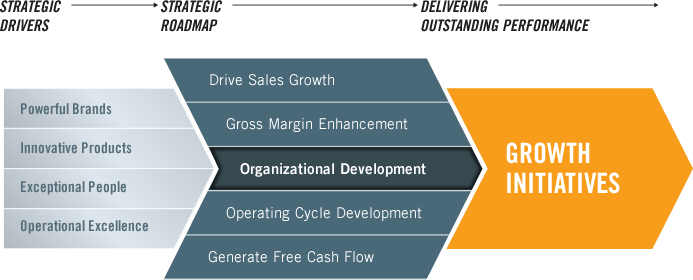 STRATEGIC DRIVERS
STRATEGIC ROADMAP
DELIVERING OUTSTANDING PERFORMANCE
Powerful Brands
Innovative Products
Exceptional People
Operational Excellence
Drive Sales Growth
Gross Margin Enhancement
Organizational Development
Operating Cycle Development
Generate Free Cash Flow
GROWTH
INITIATIVES